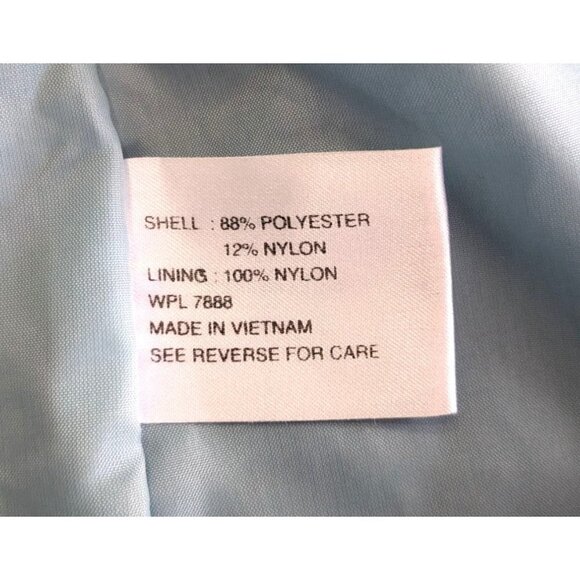 SHELL : 88% POLYESTER
12% NYLON
LINING : 100% NYLON
WPL 7888
MADE IN VIETNAM
SEE REVERSE FOR CARE